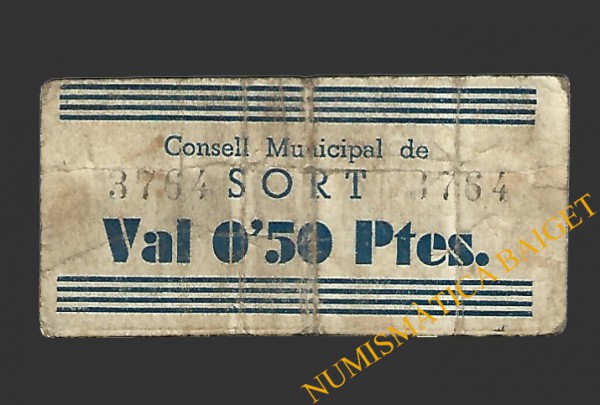 Consell Municipal de
3764 SORT 3764
Val 0'50 Ptes.
NUMISMÀTICA BAIGET